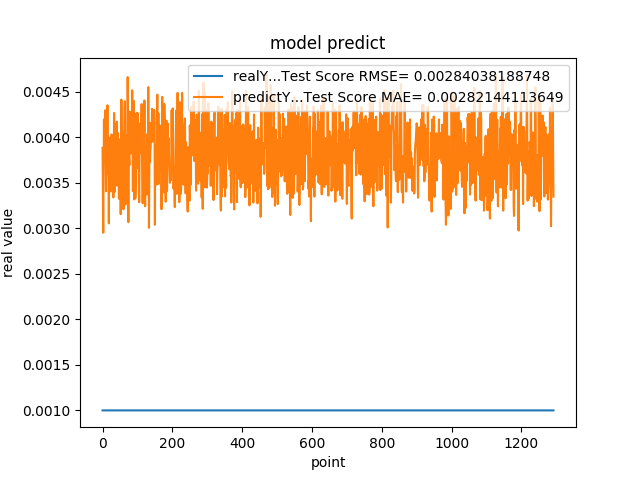 model predict
realY...Test Score RMSE= 0.00284038188748
predictY...Test Score MAE= 0.00282144113649
0.0045
0.0040
0.0035
0.0030
0.0025
0.0020
0.0015
0.0010
real value
0 200 400 600 800 1000 1200
point